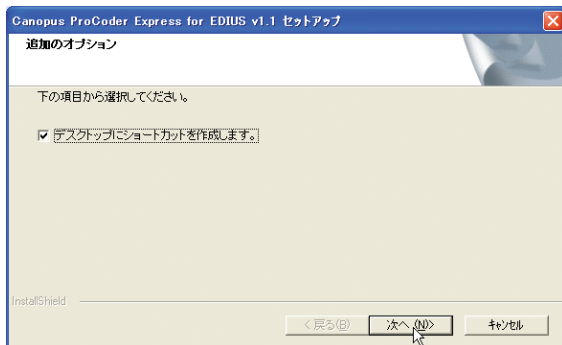 Canopus ProCoder Express for EDIUS v1.1 セットアップ
追加のオプション
下の項目から選択してください。
デスクトップにショートカットを作成します。
InstallShield
< 戻る(B)
次へ(N)>
キャンセル